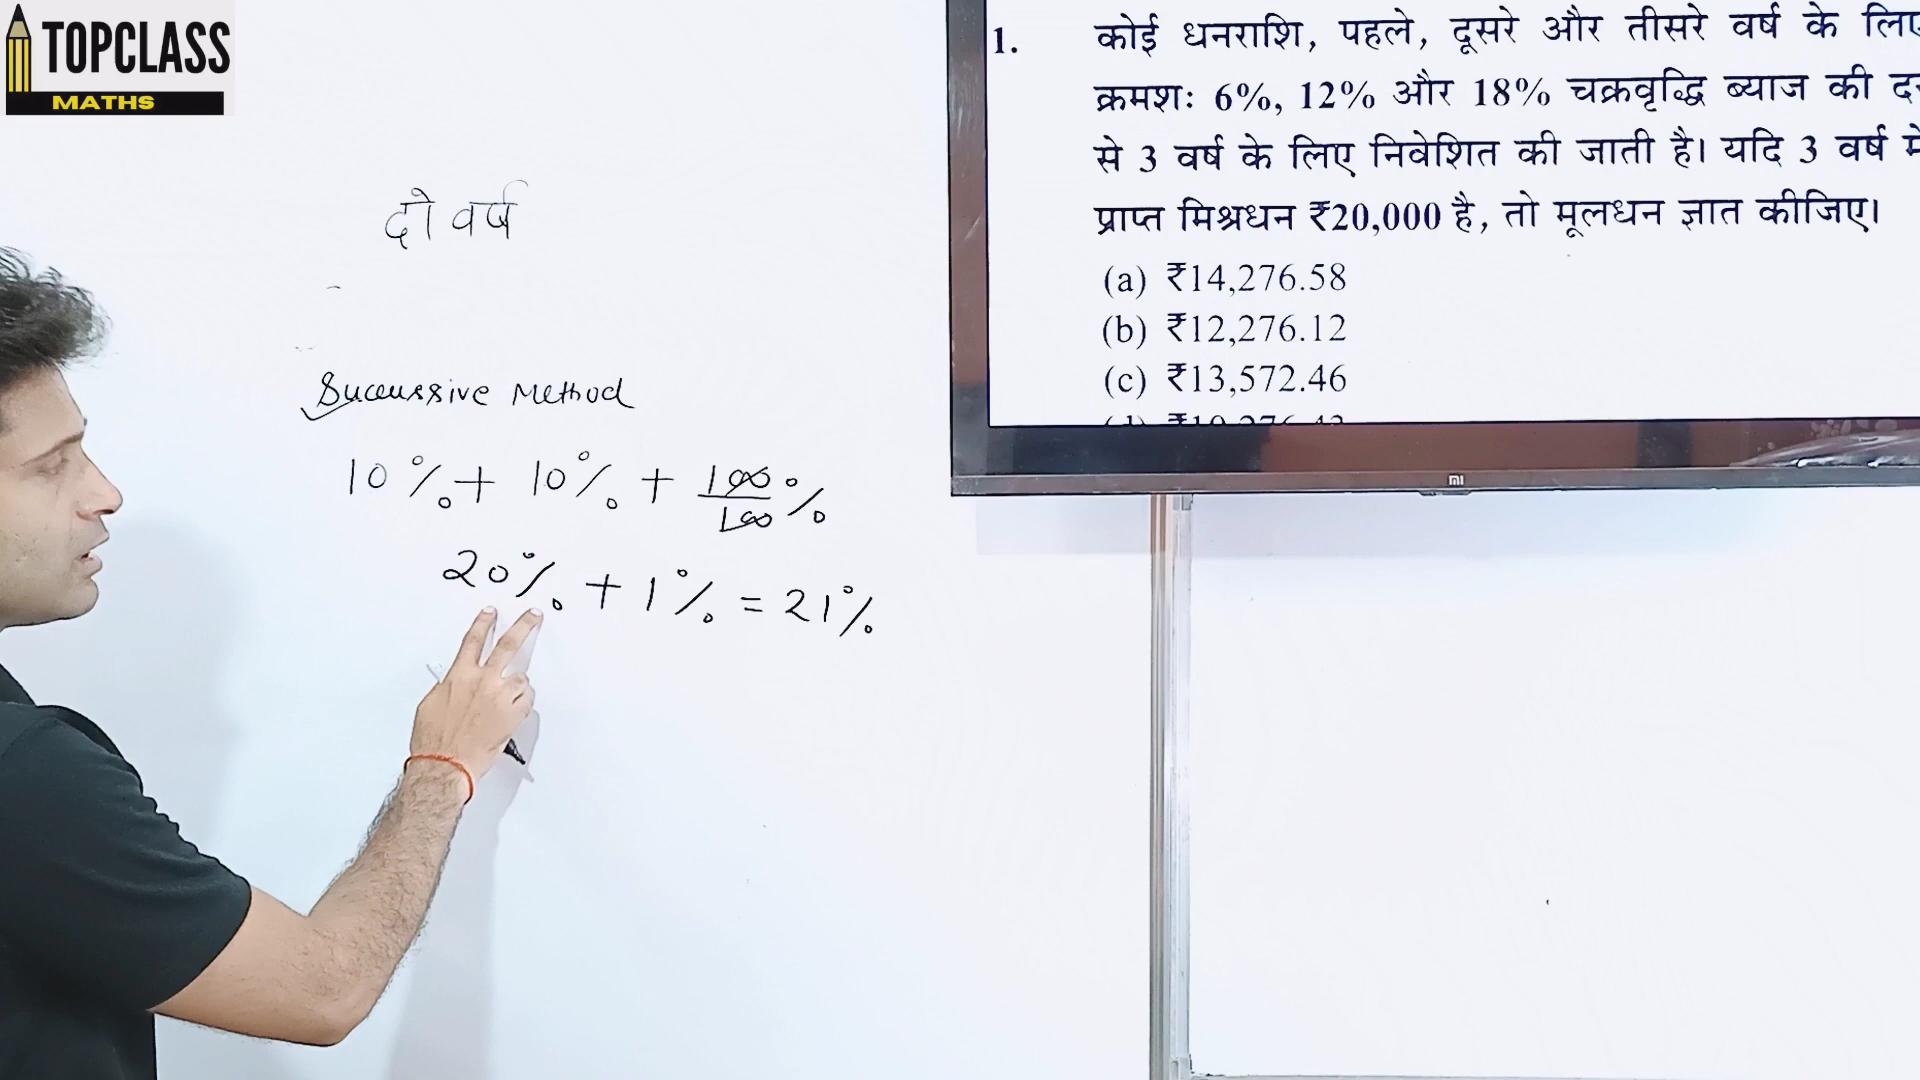 TOPCLASS
MATHS
दो वर्ष
Successive Method
10% + 10% + 100/100 %
20% + 1% = 21%
1. कोई धनराशि, पहले, दूसरे और तीसरे वर्ष के लिए
क्रमशः 6%, 12% और 18% चक्रवृद्धि ब्याज की
से 3 वर्ष के लिए निवेशित की जाती है। यदि 3 वर्ष में
प्राप्त मिश्रधन ₹20,000 है, तो मूलधन ज्ञात कीजिए।
(a) ₹14,276.58
(b) ₹12,276.12
(c) ₹13,572.46
mi